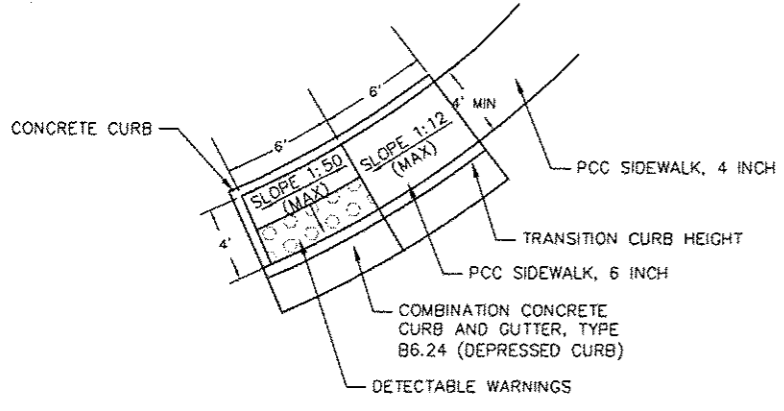 6'
6'
4' MIN
CONCRETE CURB
SLOPE 1:50
(MAX)
SLOPE 1:12
(MAX)
4'
PCC SIDEWALK, 4 INCH
TRANSITION CURB HEIGHT
PCC SIDEWALK, 6 INCH
COMBINATION CONCRETE
CURB AND GUTTER, TYPE
B6.24 (DEPRESSED CURB)
DETECTABLE WARNINGS